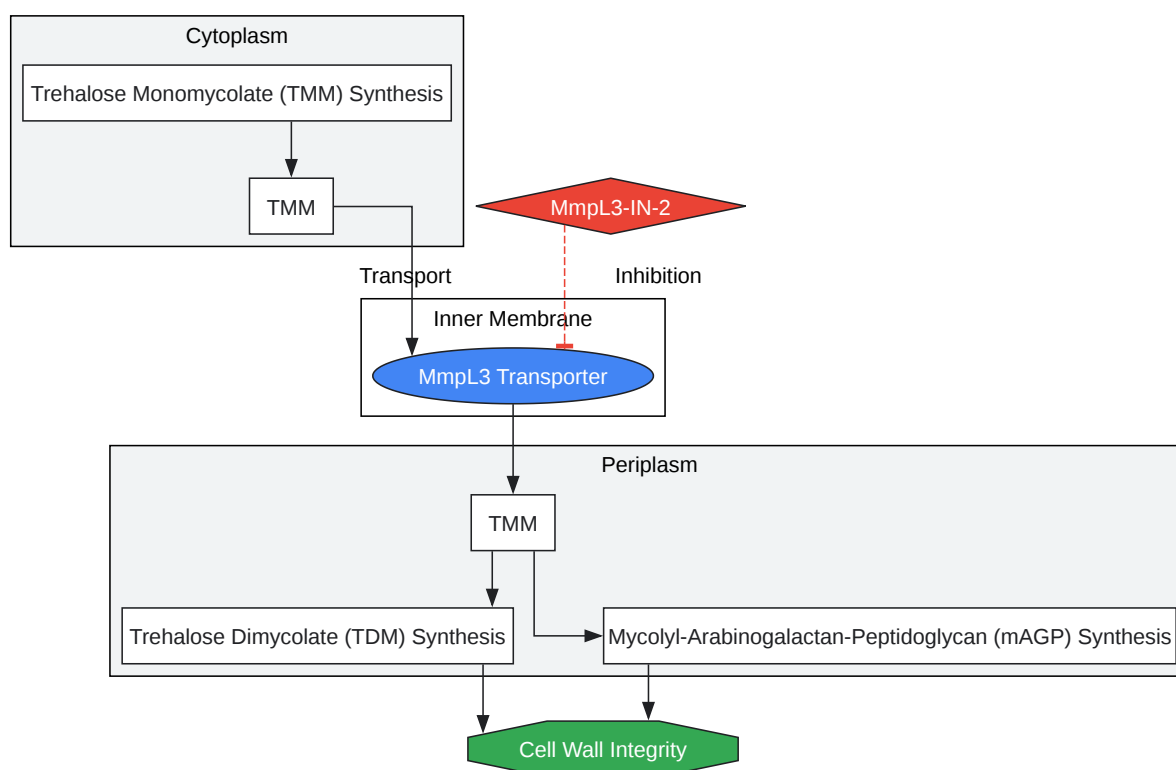 Cytoplasm
Trehalose Monomycolate (TMM) Synthesis
TMM
MmpL3-IN-2
Transport
Inhibition
Inner Membrane
MmpL3 Transporter
Periplasm
TMM
Trehalose Dimycolate (TDM) Synthesis
Mycolyl-Arabinogalactan-Peptidoglycan (mAGP) Synthesis
Cell Wall Integrity